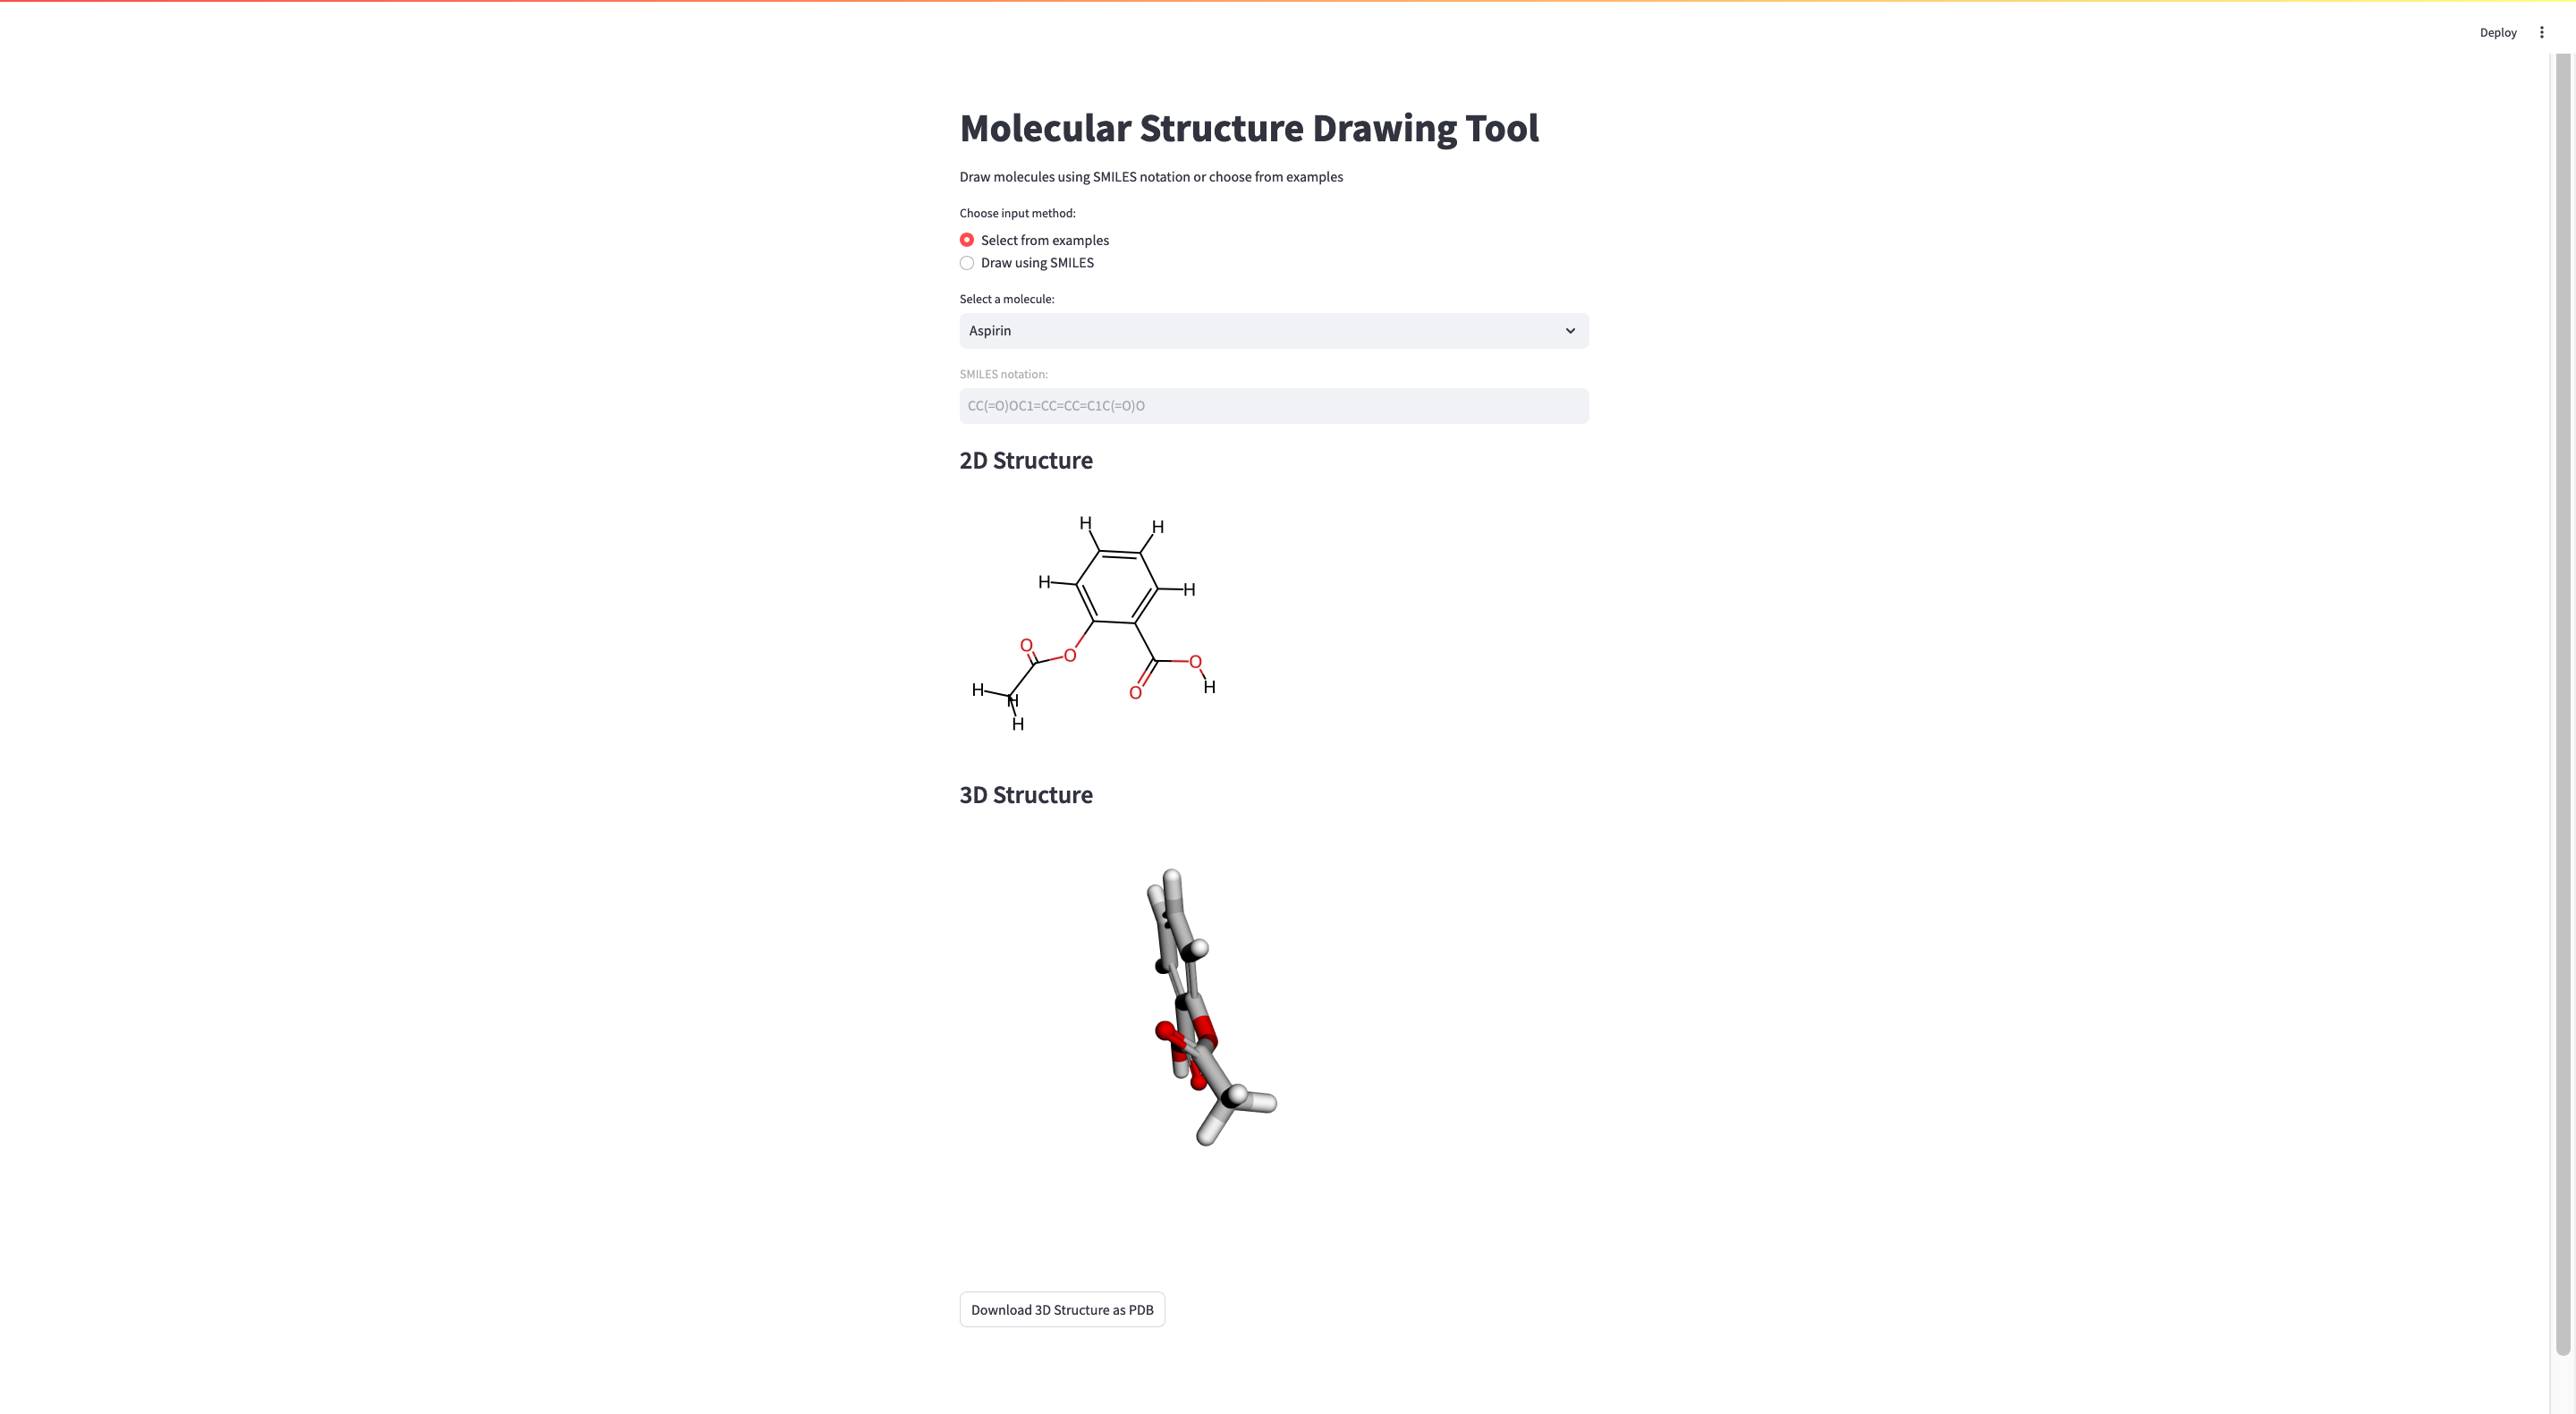 Deploy
Molecular Structure Drawing Tool
Draw molecules using SMILES notation or choose from examples
Choose input method:
Select from examples
Draw using SMILES
Select a molecule:
Aspirin
SMILES notation:
CC(=O)OC1=CC=CC=C1C(=O)O
2D Structure
H H
H H
O O O
H H O H
H
3D Structure
Download 3D Structure as PDB